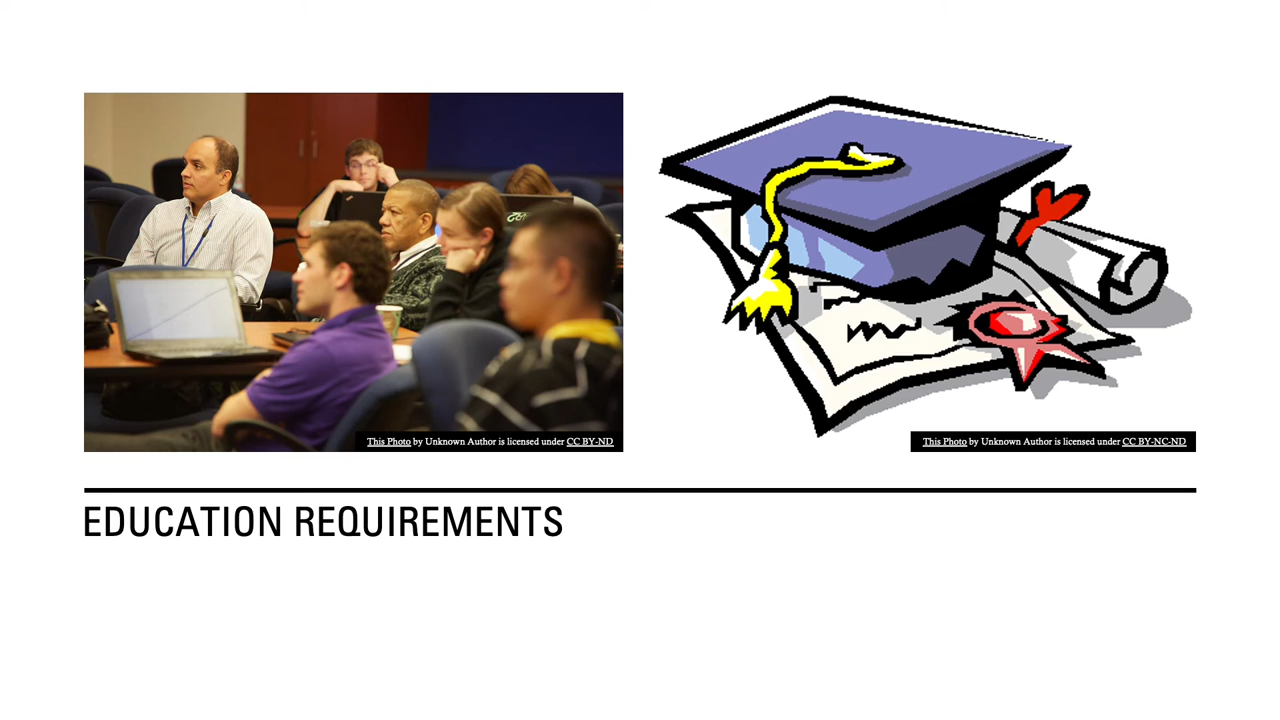 This Photo by Unknown Author is licensed under CC BY-ND
This Photo by Unknown Author is licensed under CC BY-NC-ND
EDUCATION REQUIREMENTS